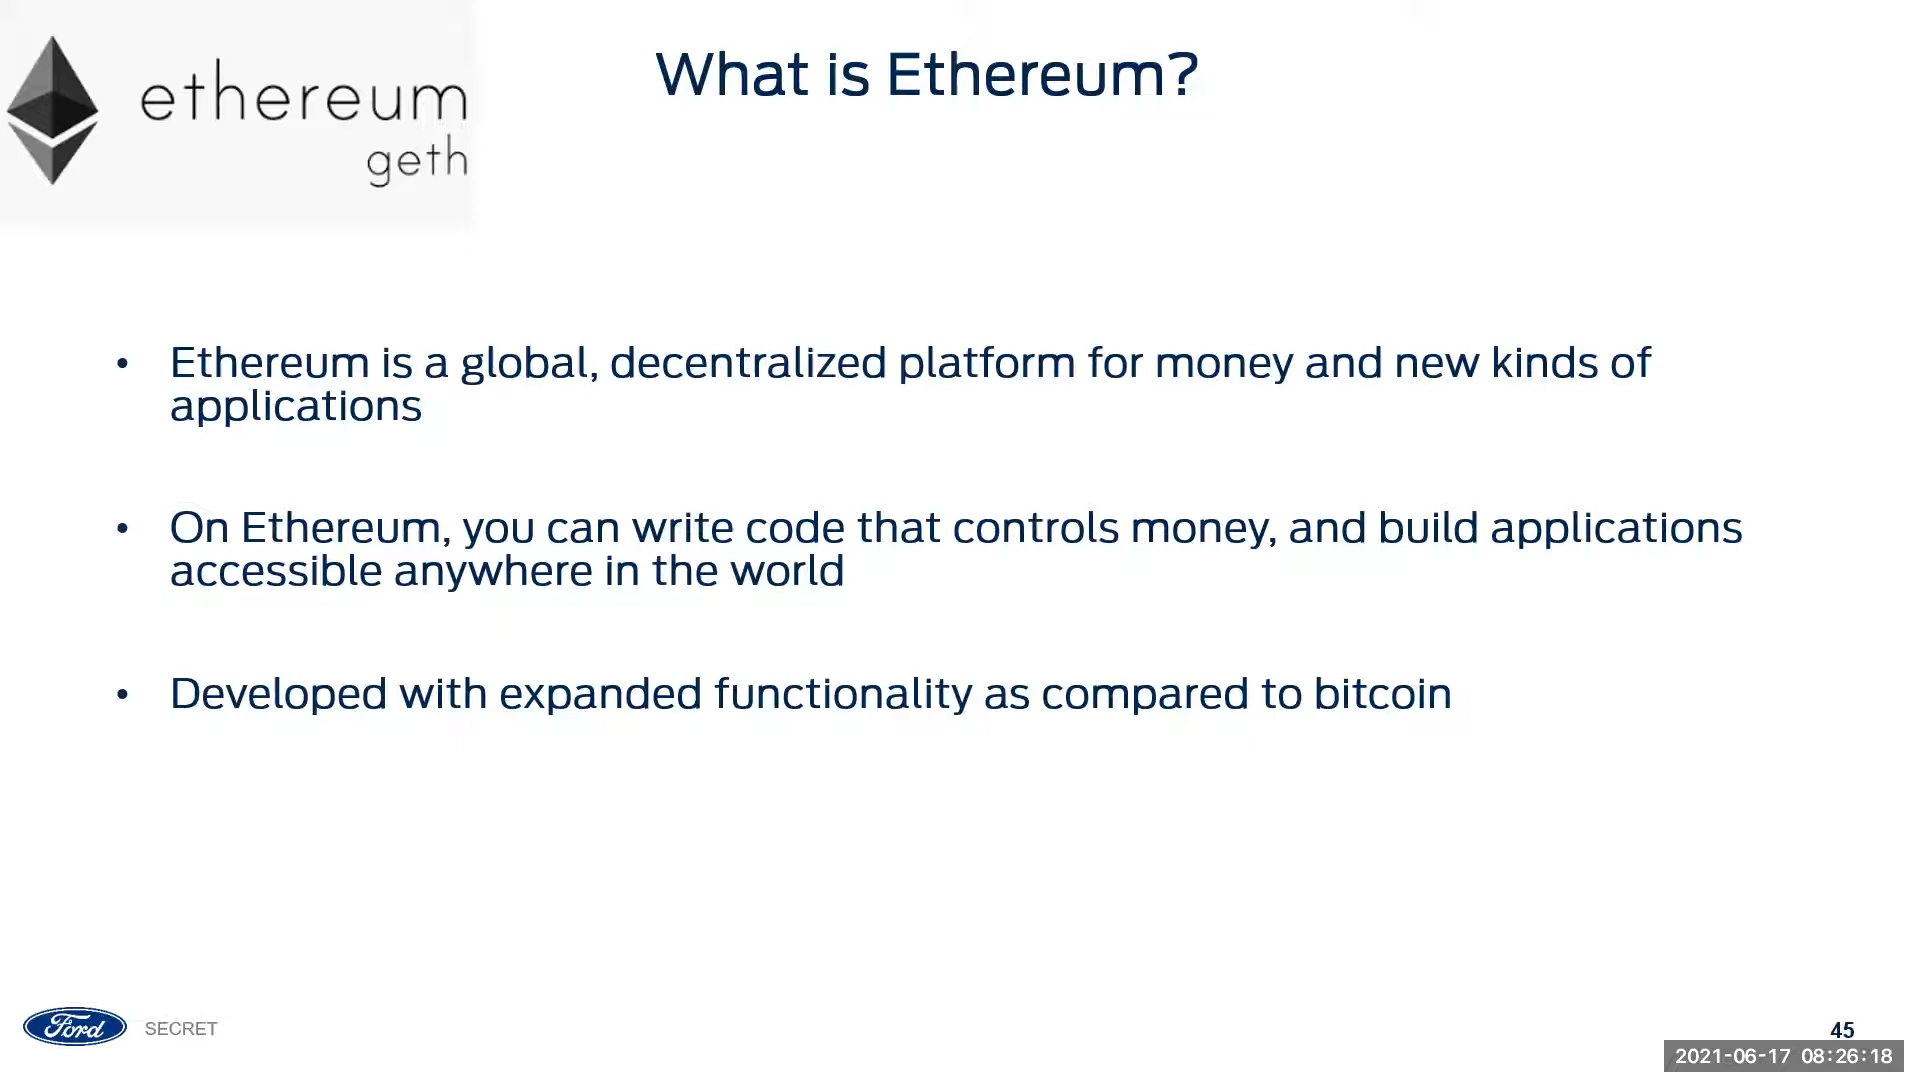 ethereum
geth
What is Ethereum?
• Ethereum is a global, decentralized platform for money and new kinds of
applications
• On Ethereum, you can write code that controls money, and build applications
accessible anywhere in the world
• Developed with expanded functionality as compared to bitcoin
Ford SECRET
45
2021-06-17 08:26:18